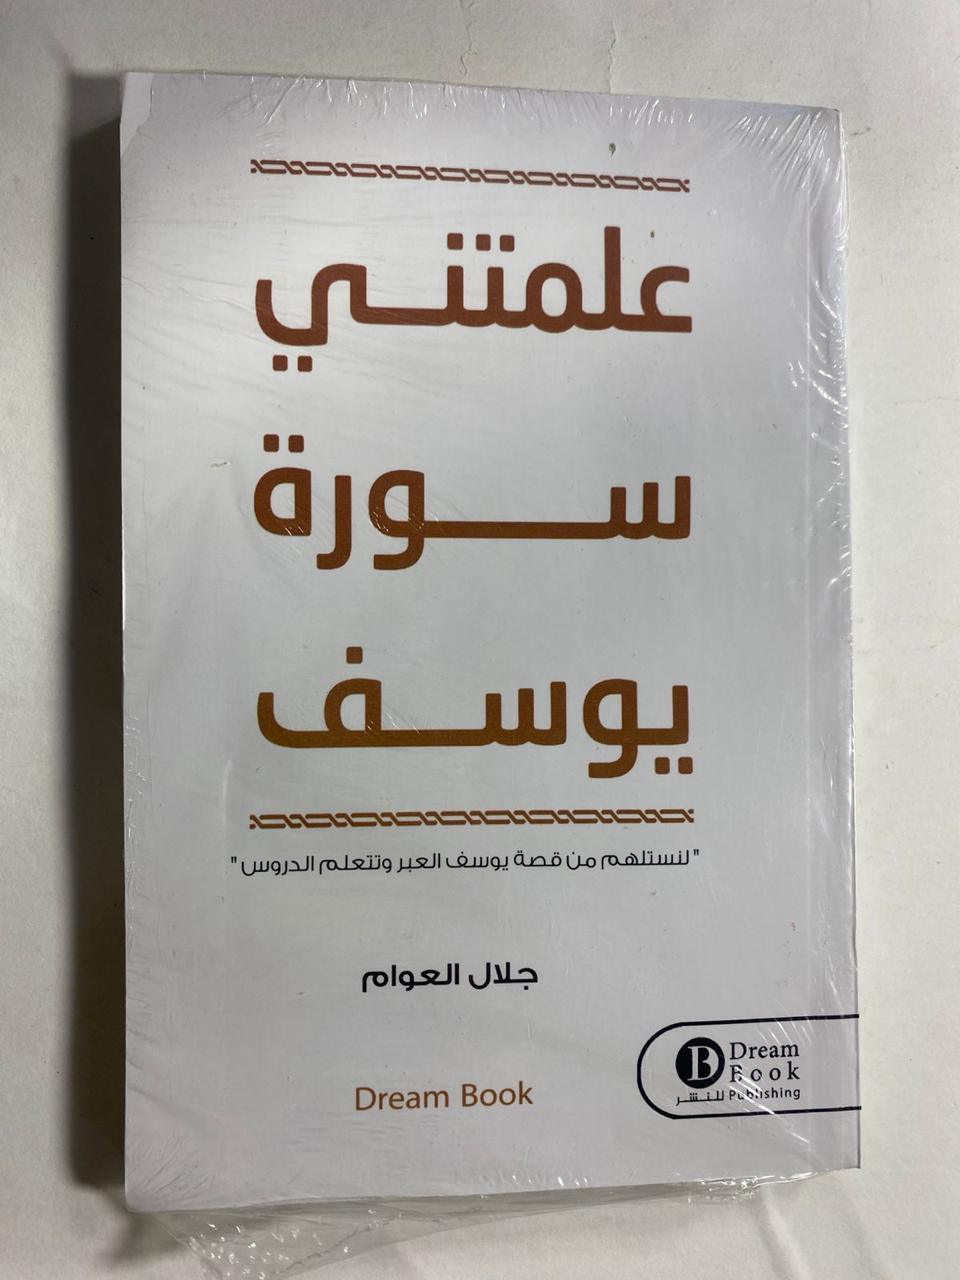 علمتني
سورة
يوسف
"لنستلهم من قصة يوسف العبر وتتعلم الدروس"
جلال العوام
Dream Book
B
Dream
Book
للنشر Publishing